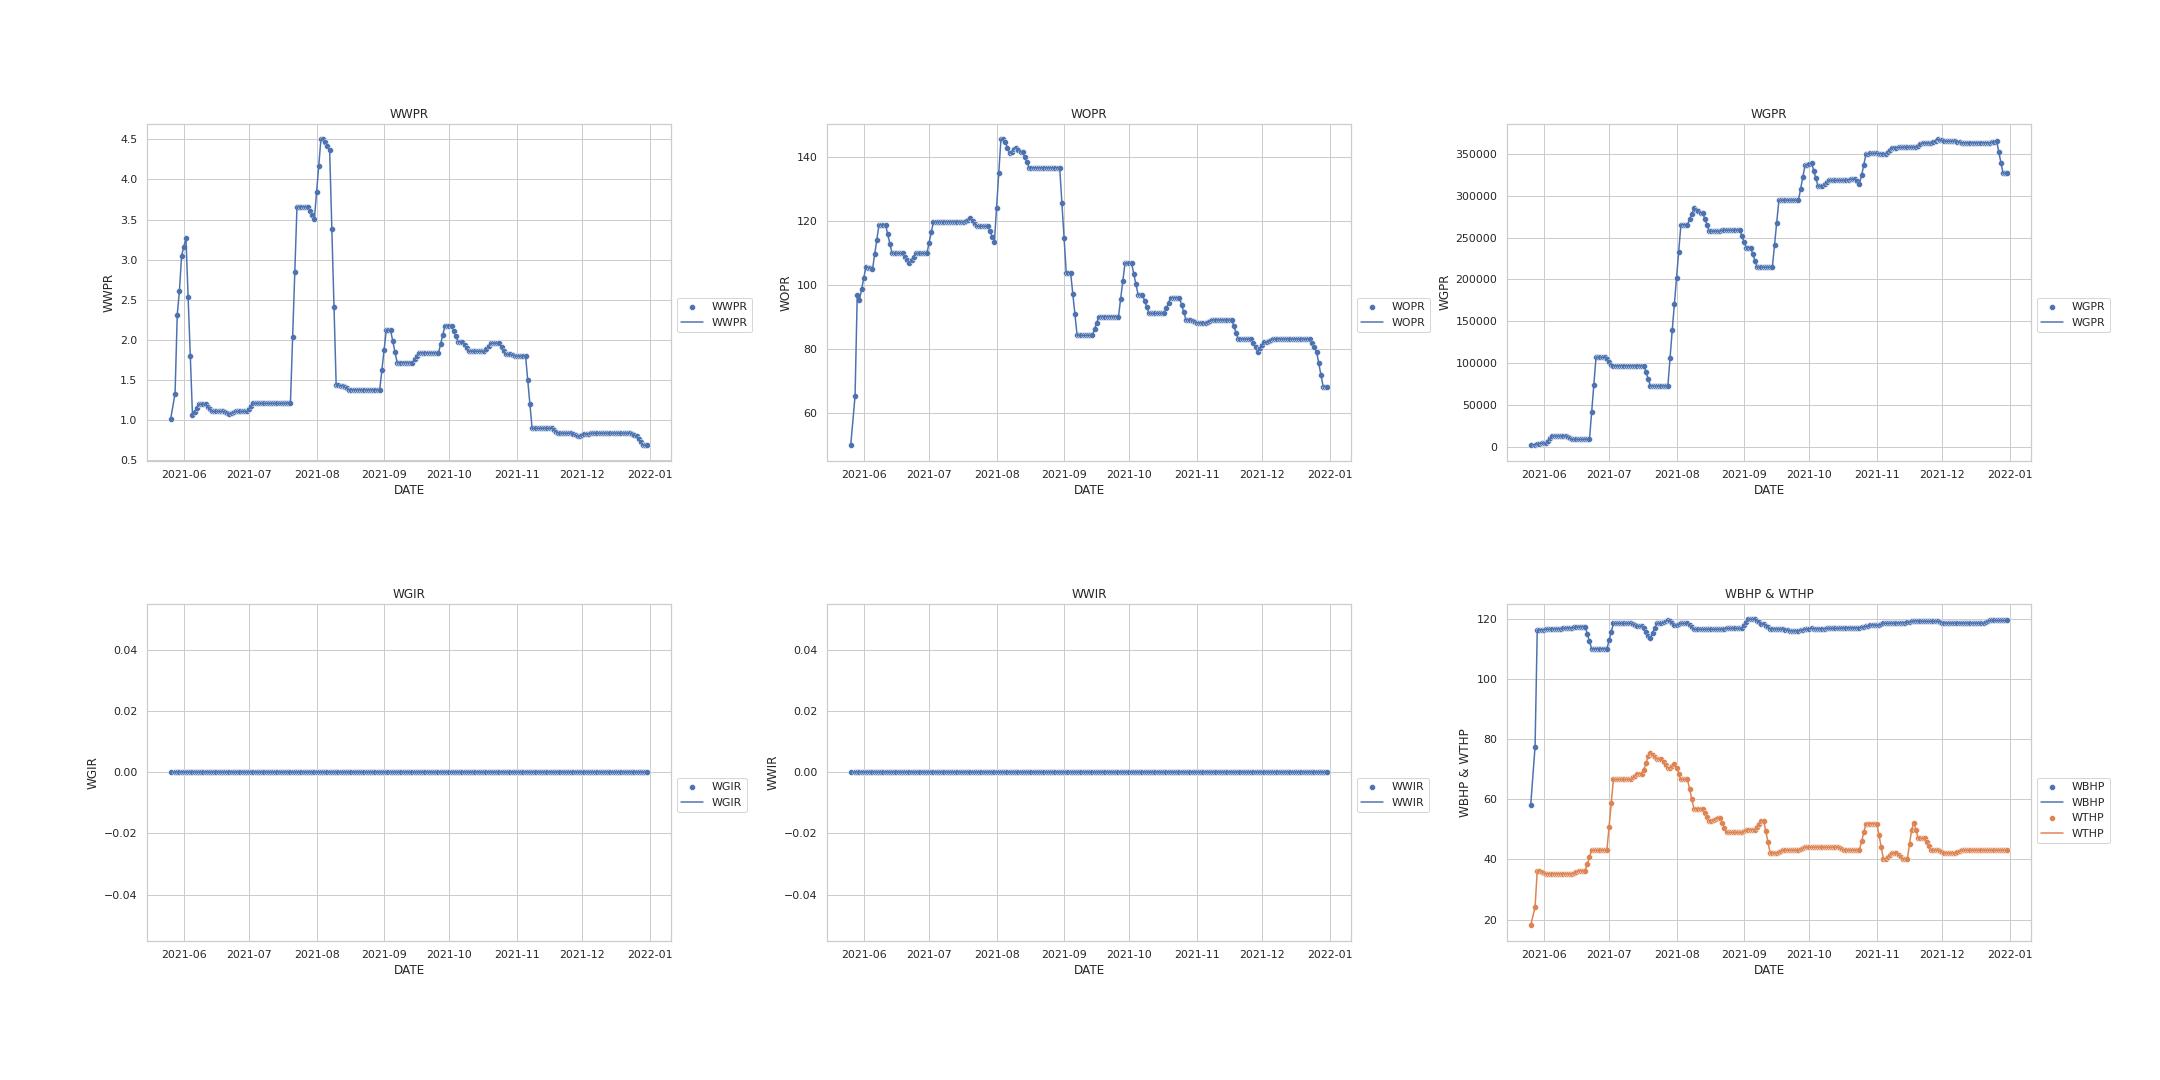 WWPR
4.5
4.0
3.5
3.0
2.5
2.0
1.5
1.0
0.5
WWPR
2021-06 2021-07 2021-08 2021-09 2021-10 2021-11 2021-12 2022-01
DATE
WWPR
WWPR
WOPR
140
120
100
80
60
WOPR
2021-06 2021-07 2021-08 2021-09 2021-10 2021-11 2021-12 2022-01
DATE
WOPR
WOPR
WGPR
350000
300000
250000
200000
150000
100000
50000
0
WGPR
2021-06 2021-07 2021-08 2021-09 2021-10 2021-11 2021-12 2022-01
DATE
WGPR
WGPR
WGIR
0.04
0.02
0.00
−0.02
−0.04
WGIR
2021-06 2021-07 2021-08 2021-09 2021-10 2021-11 2021-12 2022-01
DATE
WGIR
WGIR
WWIR
0.04
0.02
0.00
−0.02
−0.04
WWIR
2021-06 2021-07 2021-08 2021-09 2021-10 2021-11 2021-12 2022-01
DATE
WWIR
WWIR
WBHP & WTHP
120
100
80
60
40
20
WBHP & WTHP
2021-06 2021-07 2021-08 2021-09 2021-10 2021-11 2021-12 2022-01
DATE
WBHP
WBHP
WTHP
WTHP